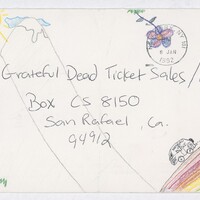 Grateful Dead Ticket Sales/
Box CS 8150
San Rafael, Ca.
94912